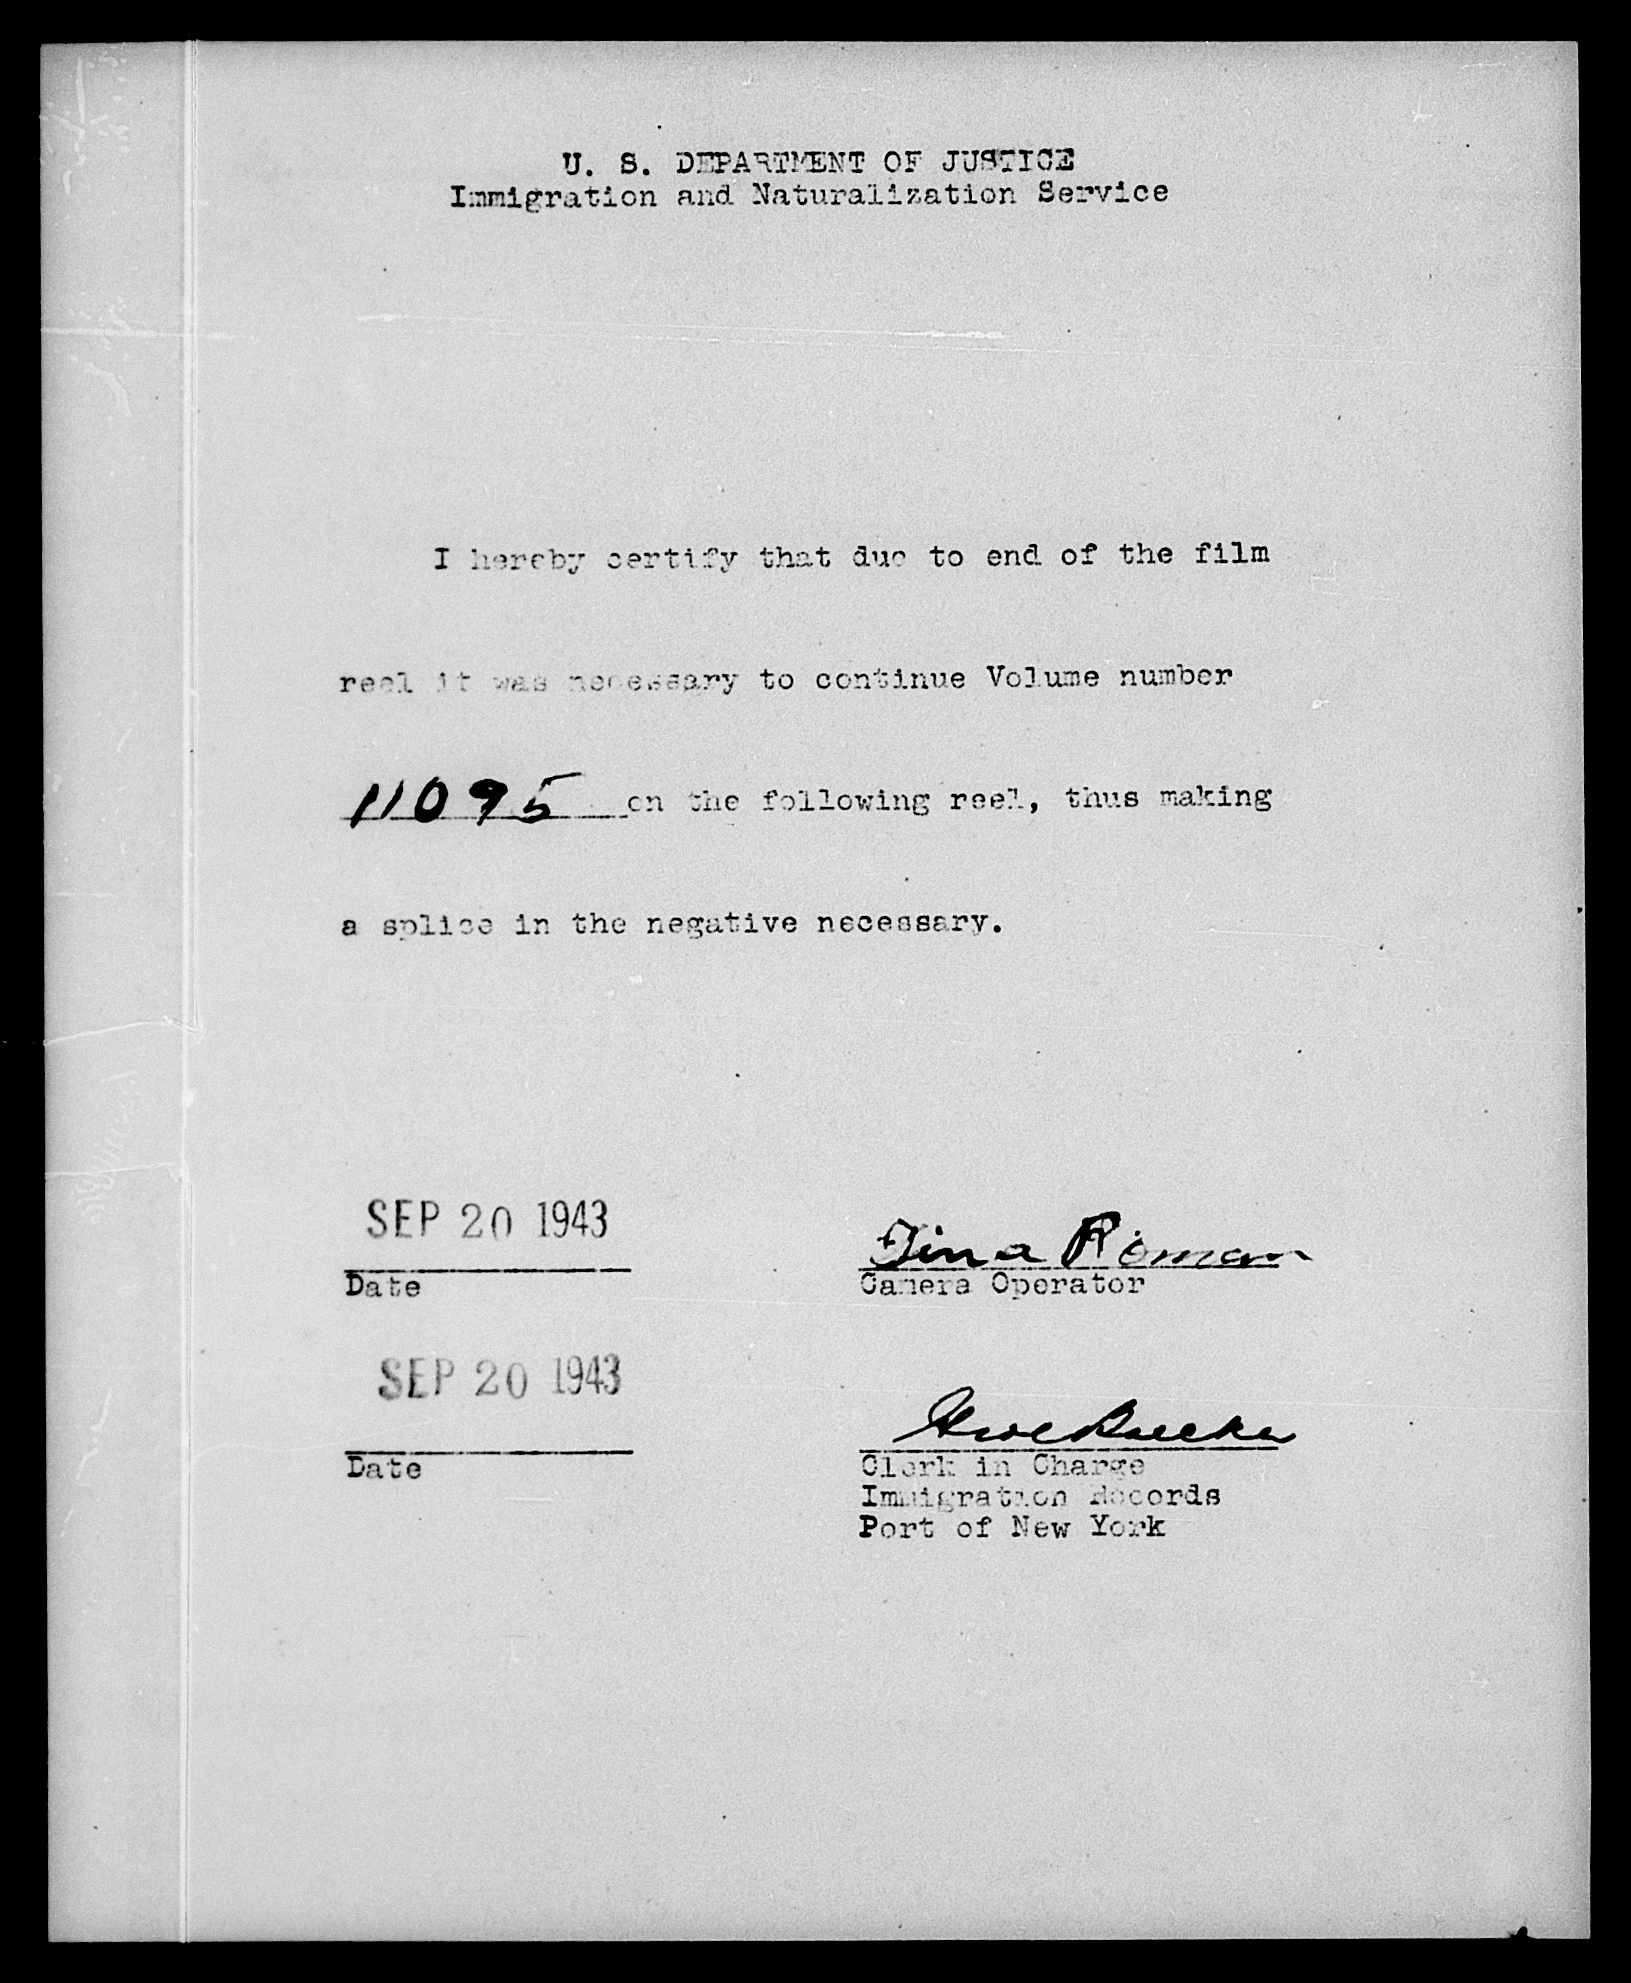 U. S. DEPARTMENT OF JUSTICE
Immigration and Naturalization Service
I hereby certify that due to end of the film
reel it was necessary to continue Volume number
11095 on the following reel, thus making
a splice in the negative necessary.
SEP 20 1943
Date
Tina Roman
Camera Operator
SEP 20 1943
Date
Clerk in Charge
Immigration Records
Port of New York